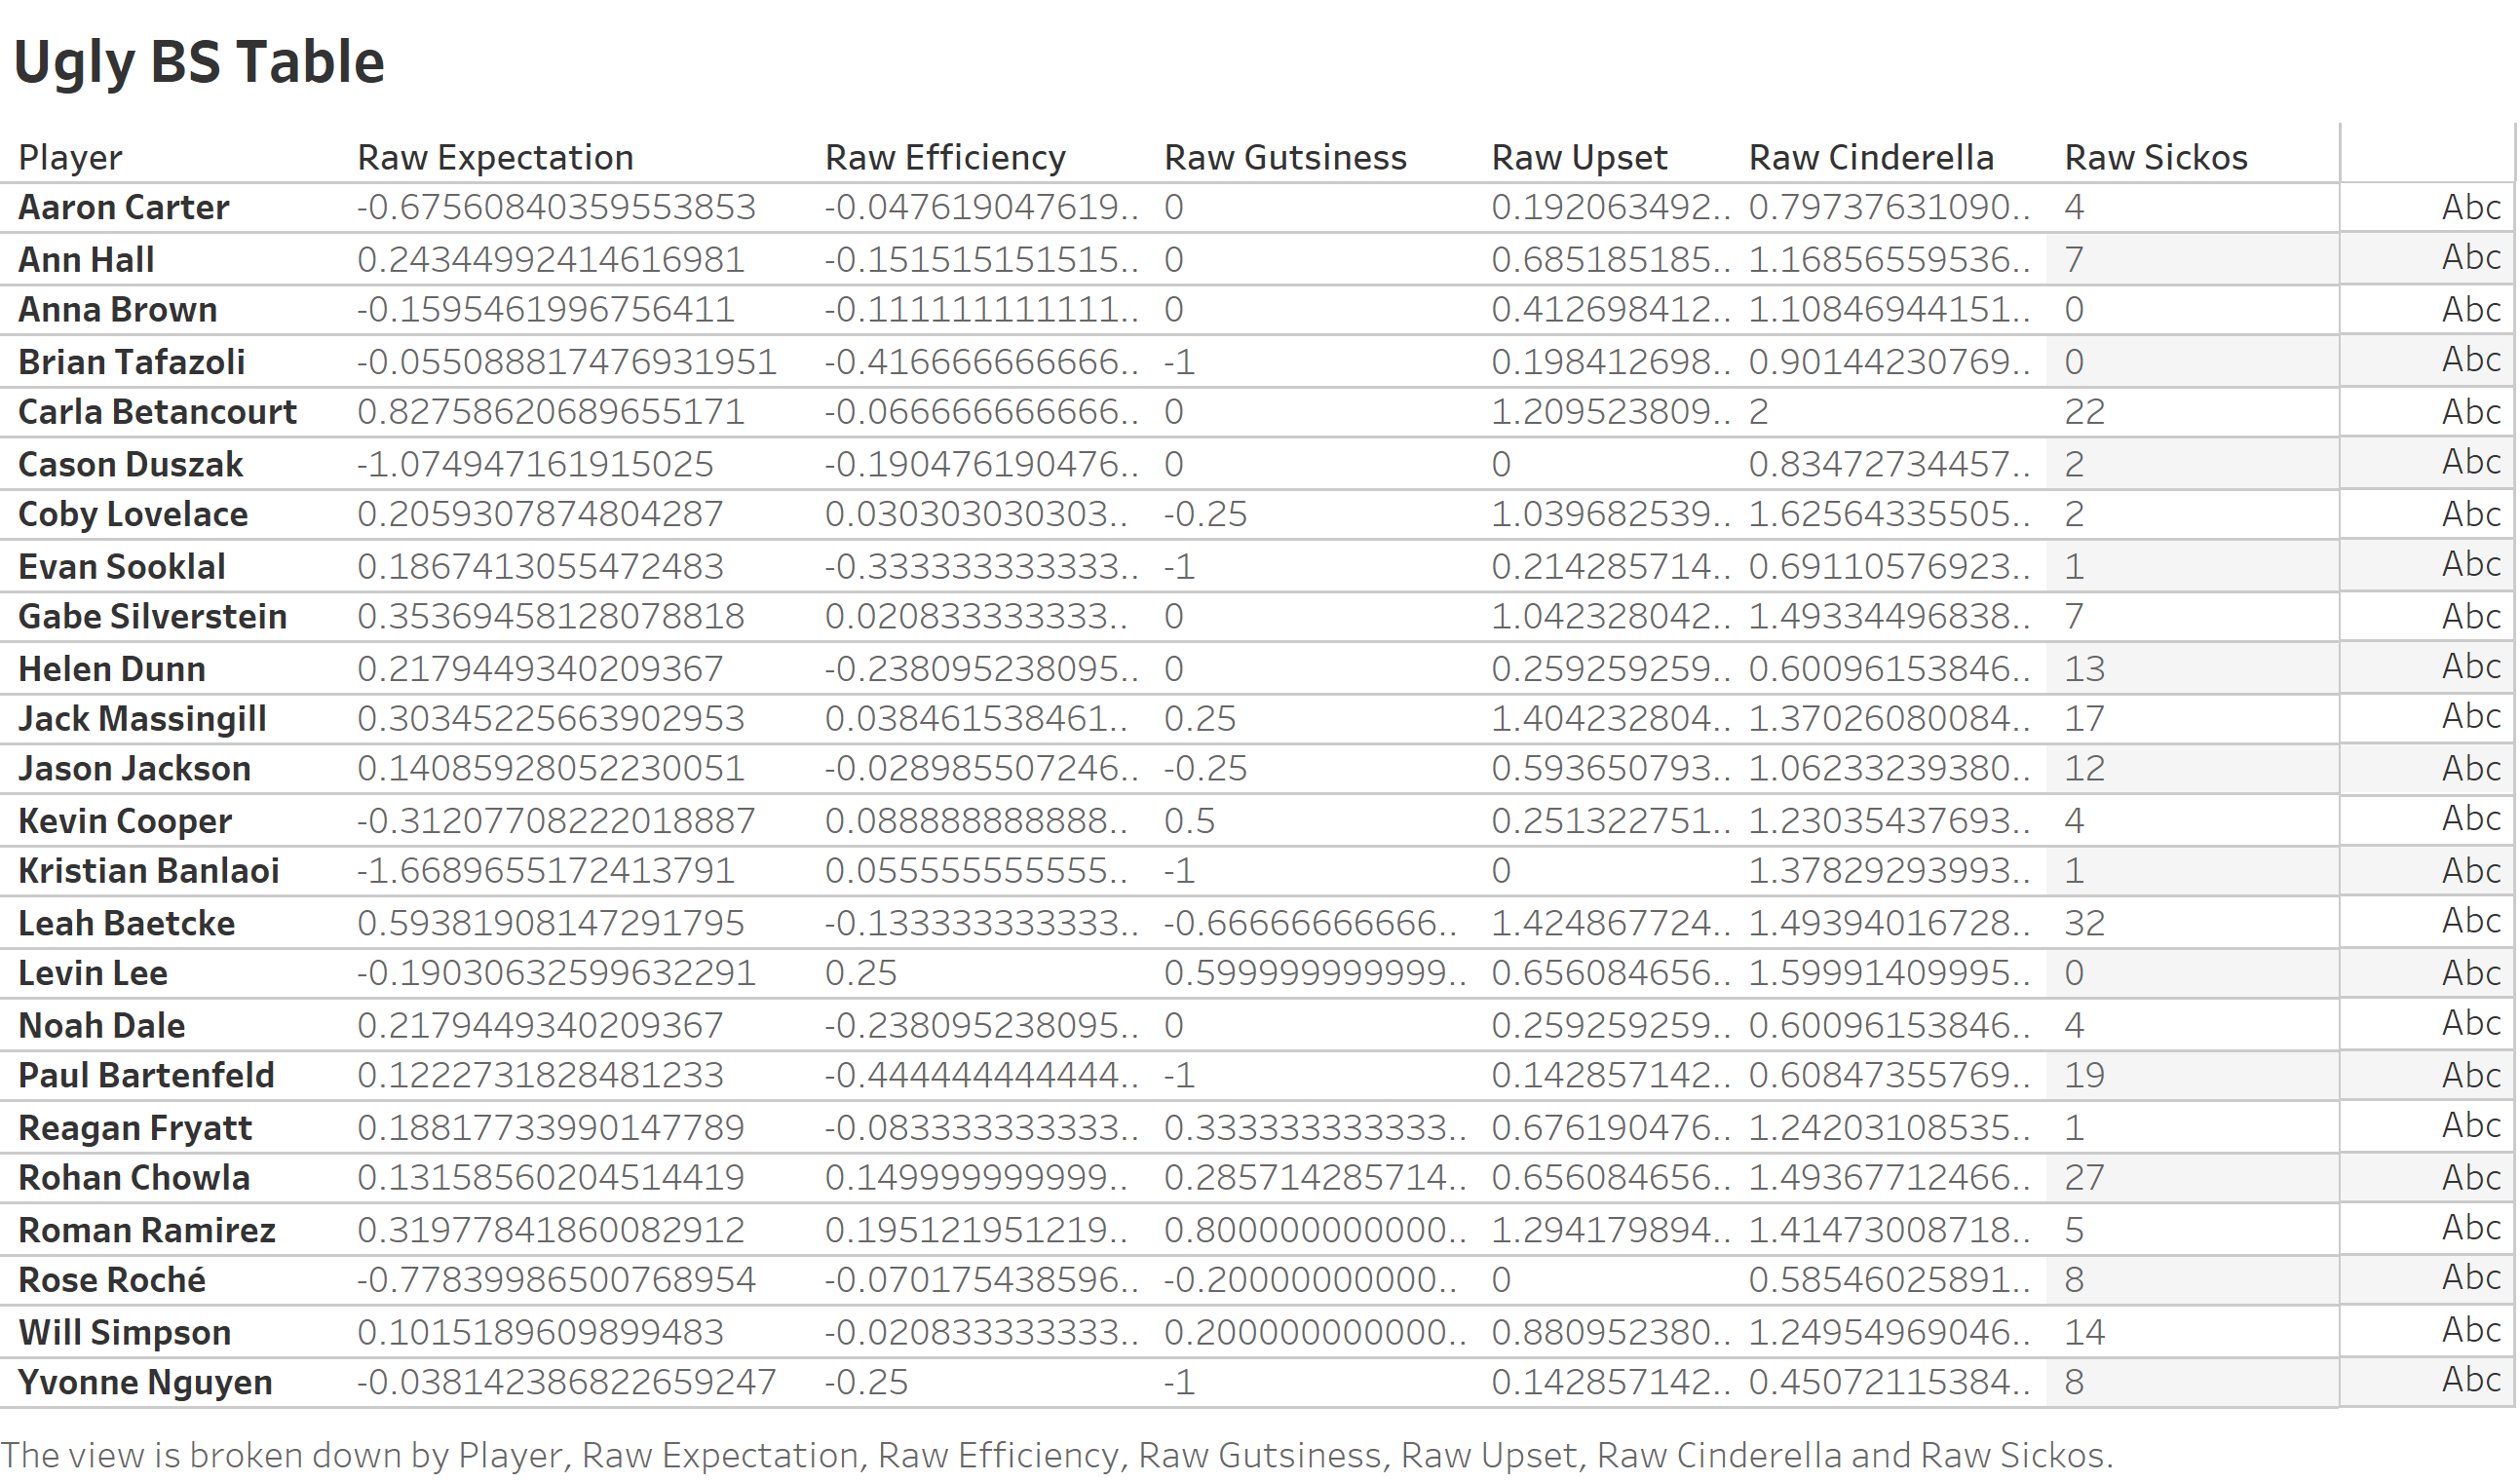 Ugly BS Table
Player Raw Expectation Raw Efficiency Raw Gutsiness Raw Upset Raw Cinderella Raw Sickos
Aaron Carter -0.67560840359553853 -0.047619047619.. 0 0.192063492.. 0.79737631090.. 4 Abc
Ann Hall 0.24344992414616981 -0.151515151515.. 0 0.685185185.. 1.16856559536.. 7 Abc
Anna Brown -0.1595461996756411 -0.111111111111.. 0 0.412698412.. 1.10846944151.. 0 Abc
Brian Tafazoli -0.055088817476931951 -0.416666666666.. -1 0.198412698.. 0.90144230769.. 0 Abc
Carla Betancourt 0.82758620689655171 -0.066666666666.. 0 1.209523809.. 2 22 Abc
Cason Duszak -1.074947161915025 -0.190476190476.. 0 0 0.83472734457.. 2 Abc
Coby Lovelace 0.2059307874804287 0.030303030303.. -0.25 1.039682539.. 1.62564335505.. 2 Abc
Evan Sooklal 0.1867413055472483 -0.333333333333.. -1 0.214285714.. 0.69110576923.. 1 Abc
Gabe Silverstein 0.35369458128078818 0.020833333333.. 0 1.042328042.. 1.49334496838.. 7 Abc
Helen Dunn 0.2179449340209367 -0.238095238095.. 0 0.259259259.. 0.60096153846.. 13 Abc
Jack Massingill 0.30345225663902953 0.038461538461.. 0.25 1.404232804.. 1.37026080084.. 17 Abc
Jason Jackson 0.14085928052230051 -0.028985507246.. -0.25 0.593650793.. 1.06233239380.. 12 Abc
Kevin Cooper -0.31207708222018887 0.088888888888.. 0.5 0.251322751.. 1.23035437693.. 4 Abc
Kristian Banlaoi -1.6689655172413791 0.055555555555.. -1 0 1.37829293993.. 1 Abc
Leah Baetcke 0.59381908147291795 -0.133333333333.. -0.66666666666.. 1.424867724.. 1.49394016728.. 32 Abc
Levin Lee -0.19030632599632291 0.25 0.599999999999.. 0.656084656.. 1.59991409995.. 0 Abc
Noah Dale 0.2179449340209367 -0.238095238095.. 0 0.259259259.. 0.60096153846.. 4 Abc
Paul Bartenfeld 0.1222731828481233 -0.444444444444.. -1 0.142857142.. 0.60847355769.. 19 Abc
Reagan Fryatt 0.18817733990147789 -0.083333333333.. 0.333333333333.. 0.676190476.. 1.24203108535.. 1 Abc
Rohan Chowla 0.13158560204514419 0.149999999999.. 0.285714285714.. 0.656084656.. 1.49367712466.. 27 Abc
Roman Ramirez 0.31977841860082912 0.195121951219.. 0.800000000000.. 1.294179894.. 1.41473008718.. 5 Abc
Rose Roché -0.77839986500768954 -0.070175438596.. -0.20000000000.. 0 0.58546025891.. 8 Abc
Will Simpson 0.1015189609899483 -0.020833333333.. 0.200000000000.. 0.880952380.. 1.24954969046.. 14 Abc
Yvonne Nguyen -0.038142386822659247 -0.25 -1 0.142857142.. 0.45072115384.. 8 Abc
The view is broken down by Player, Raw Expectation, Raw Efficiency, Raw Gutsiness, Raw Upset, Raw Cinderella and Raw Sickos.